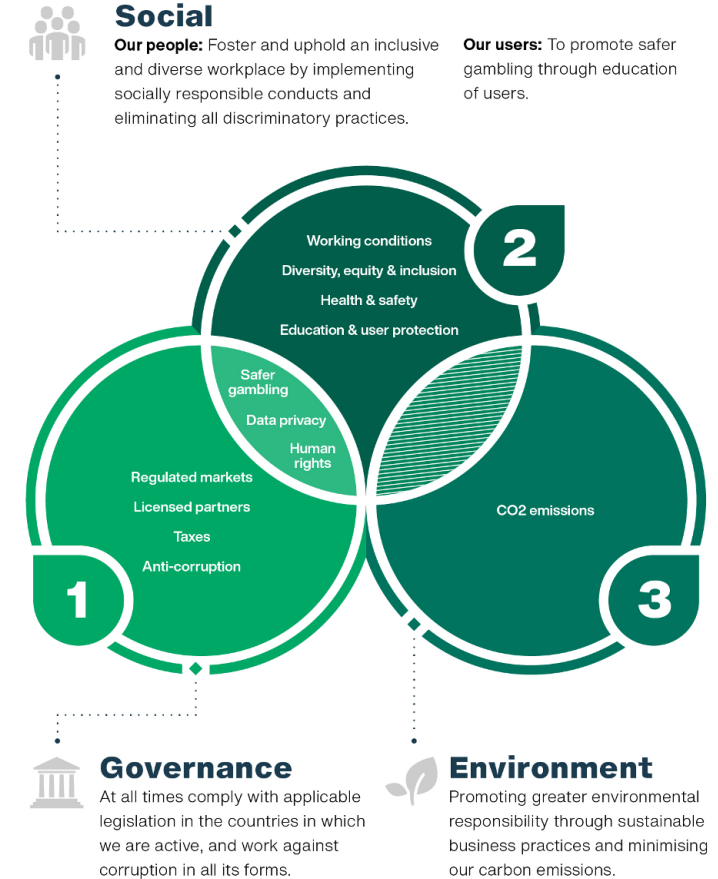 Social
Our people: Foster and uphold an inclusive
and diverse workplace by implementing
socially responsible conducts and
eliminating all discriminatory practices.
Our users: To promote safer
gambling through education
of users.
Working conditions
Diversity, equity & inclusion
Health & safety
Education & user protection
2
Safer
gambling
Data privacy
Human
rights
Regulated markets
Licensed partners
Taxes
Anti-corruption
1
CO2 emissions
3
Governance
At all times comply with applicable
legislation in the countries in which
we are active, and work against
corruption in all its forms.
Environment
Promoting greater environmental
responsibility through sustainable
business practices and minimising
our carbon emissions.